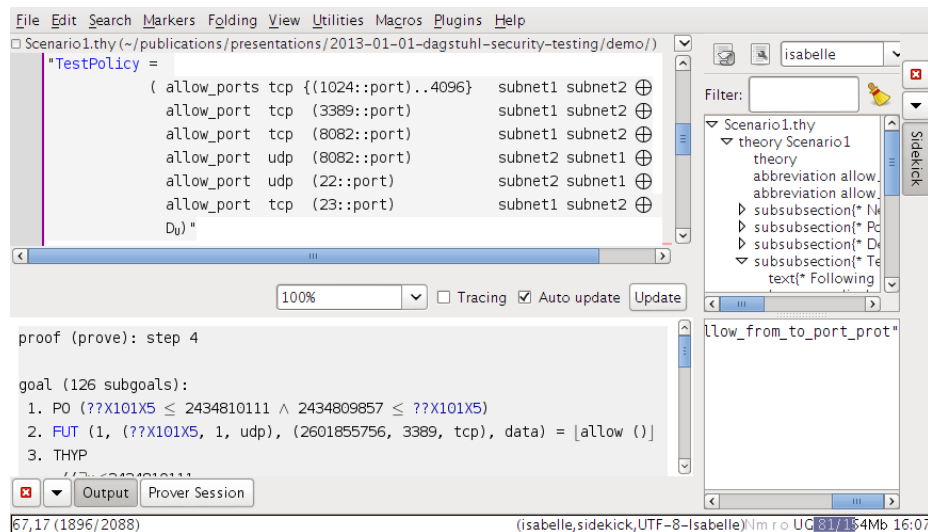 File Edit Search Markers Folding View Utilities Macros Plugins Help
Scenario1.thy (~/publications/presentations/2013-01-01-dagstuhl-security-testing/demo/)
"TestPolicy =
( allow_ports tcp {(1024::port)..4096} subnet1 subnet2 ⨁
allow_port tcp (3389::port) subnet1 subnet2 ⨁
allow_port tcp (8082::port) subnet1 subnet2 ⨁
allow_port udp (8082::port) subnet2 subnet1 ⨁
allow_port udp (22::port) subnet2 subnet1 ⨁
allow_port tcp (23::port) subnet1 subnet2 ⨁
D_U)"
isabelle
Filter:
Scenario1.thy
theory Scenario1
theory
abbreviation allow_
abbreviation allow_
subsubsection{* Ne
subsubsection{* Po
subsubsection{* De
subsubsection{* Te
text{* Following
Sidekick
100% Tracing Auto update Update
proof (prove): step 4
goal (126 subgoals):
1. PO (??X101X5 ≤ 2434810111 ∧ 2434809857 ≤ ??X101X5)
2. FUT (1, (??X101X5, 1, udp), (2601855756, 3389, tcp), data) = ⌊allow ()⌋
3. THYP
llow_from_to_port_prot"
Output Prover Session
67,17 (1896/2088) (isabelle,sidekick,UTF-8-Isabelle)Nm r o UG 81/154Mb 16:07